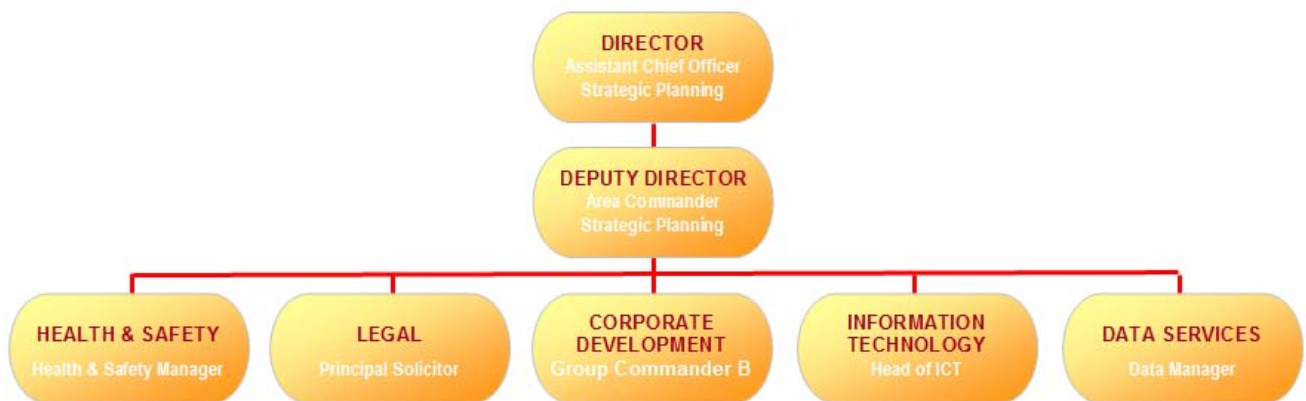 DIRECTOR
Assistant Chief Officer
Strategic Planning
DEPUTY DIRECTOR
Area Commander
Strategic Planning
HEALTH & SAFETY
Health & Safety Manager
LEGAL
Principal Solicitor
CORPORATE
DEVELOPMENT
Group Commander B
INFORMATION
TECHNOLOGY
Head of ICT
DATA SERVICES
Data Manager